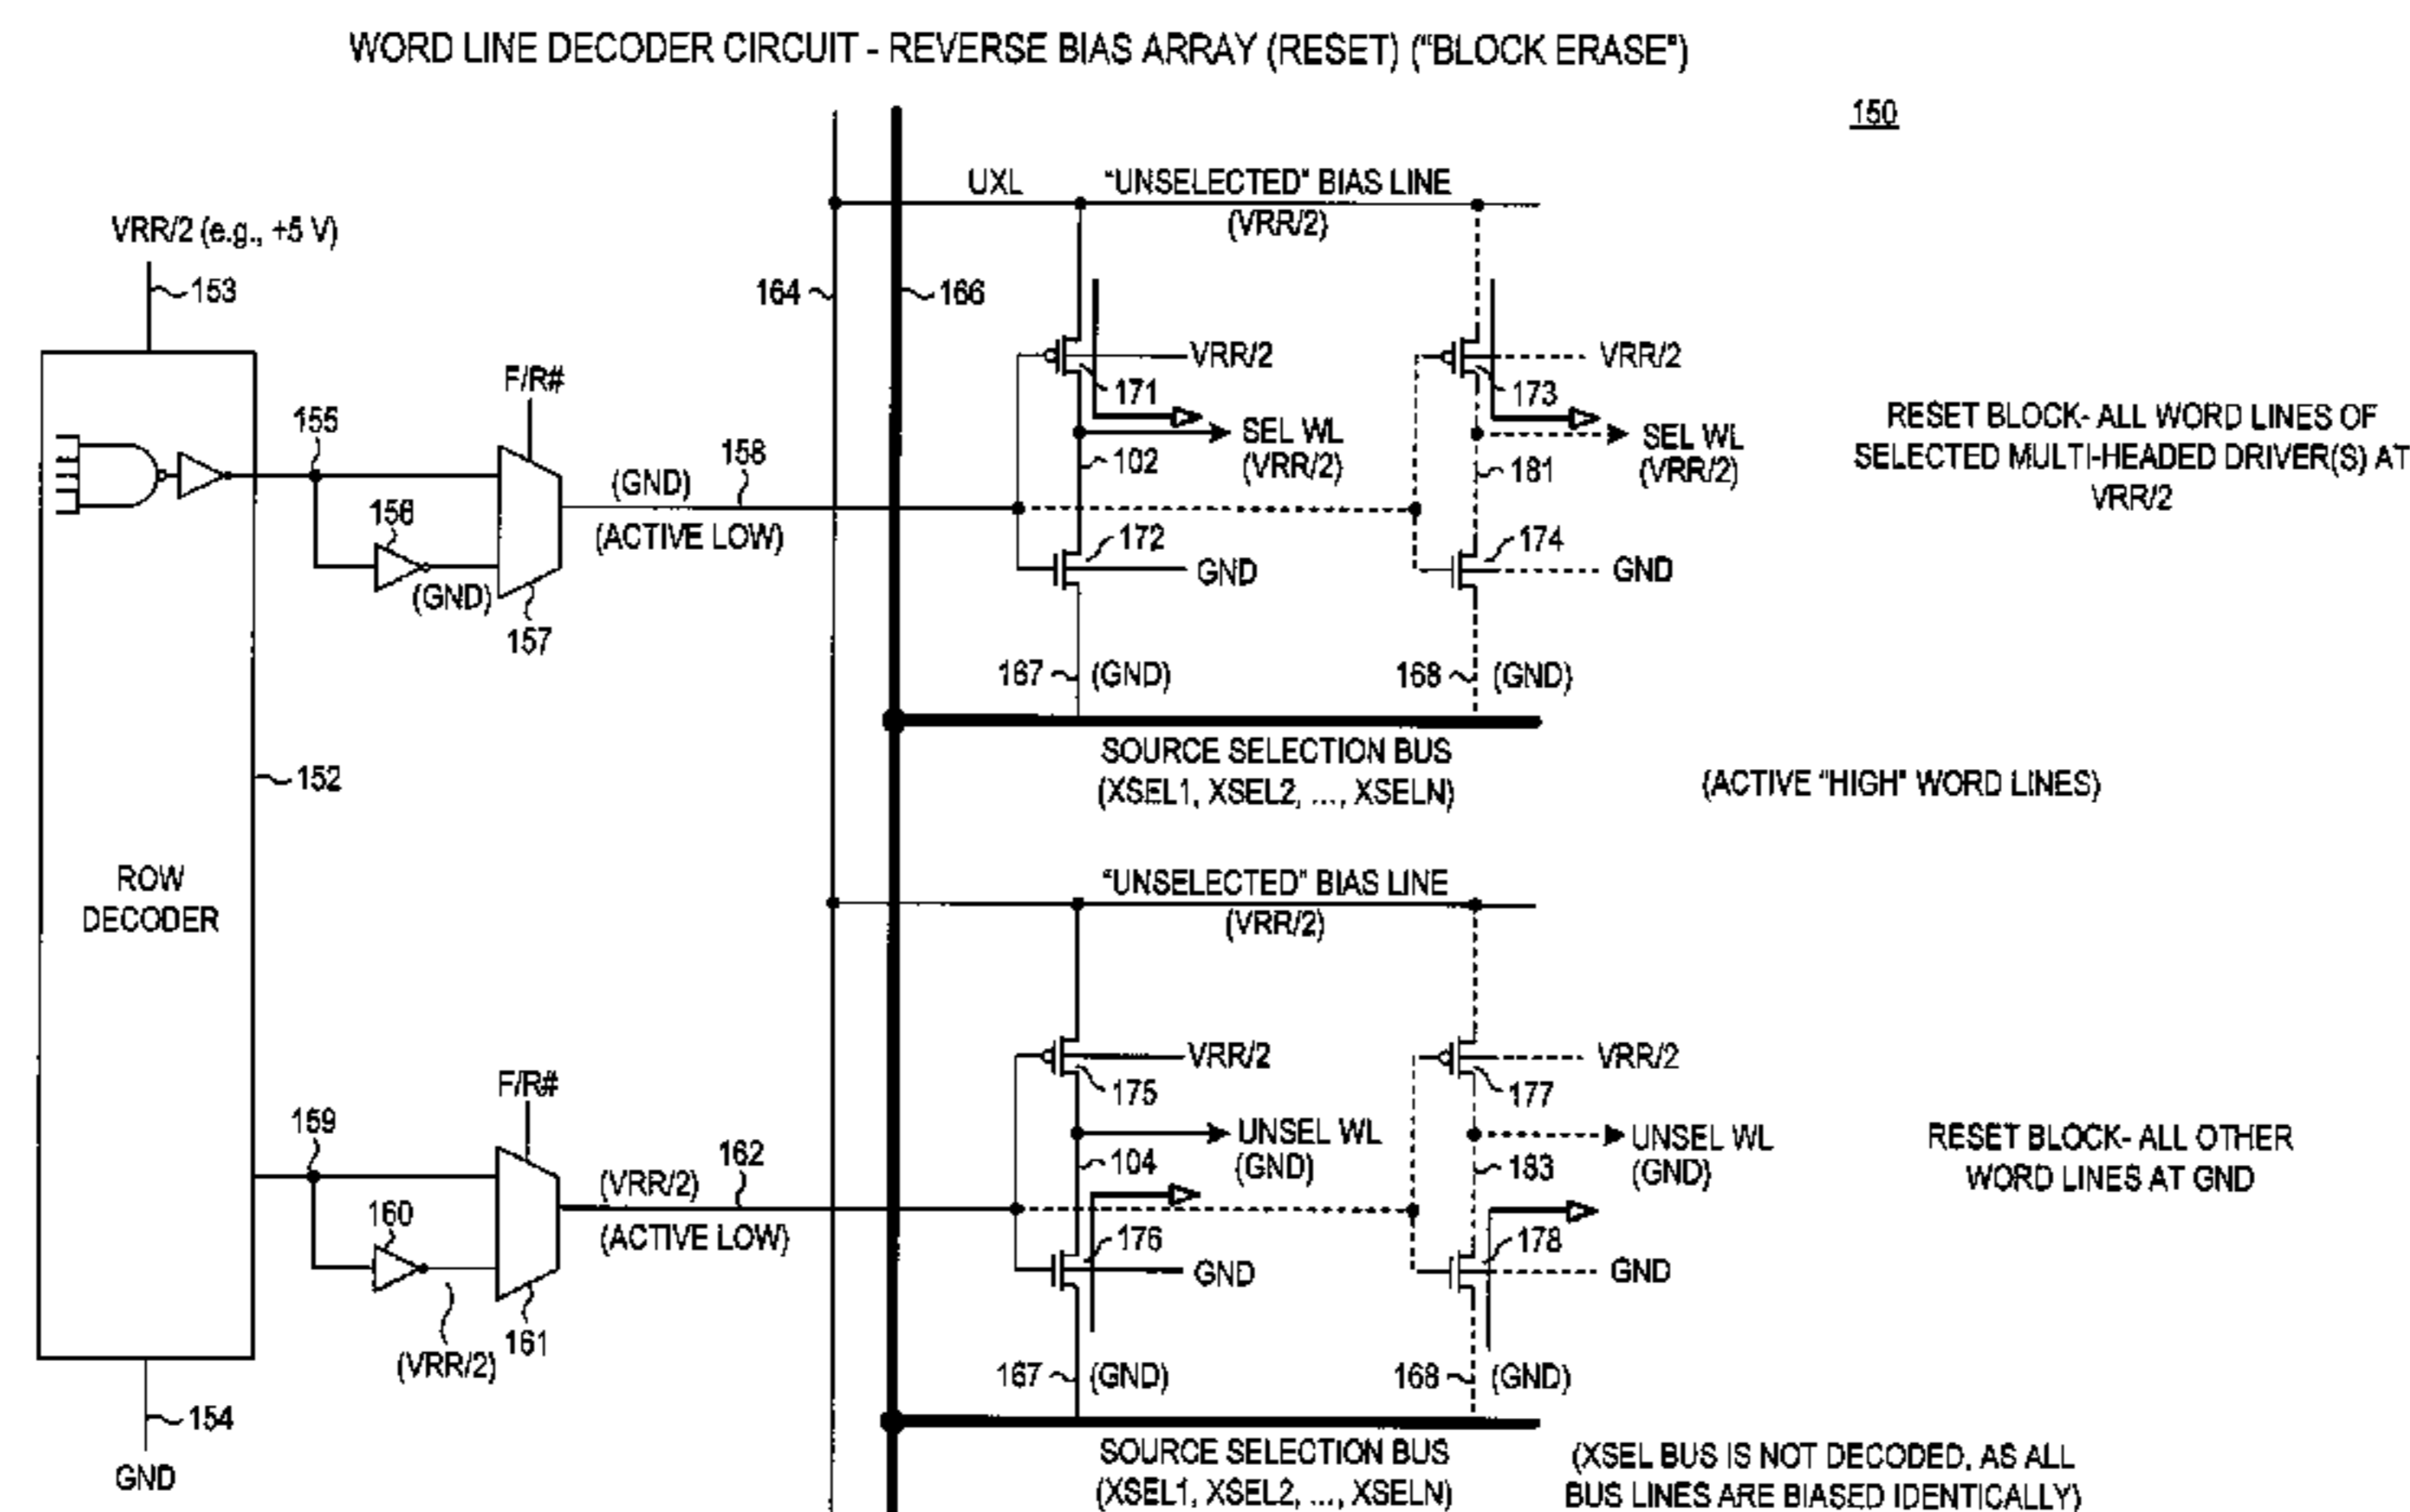 WORD LINE DECODER CIRCUIT - REVERSE BIAS ARRAY (RESET) ("BLOCK ERASE")
150
UXL
"UNSELECTED" BIAS LINE
(VRR/2)
VRR/2 (e.g., +5 V)
153
164
166
F/R#
VRR/2
171
VRR/2
173
155
SEL WL
(VRR/2)
102
SEL WL
(VRR/2)
181
RESET BLOCK- ALL WORD LINES OF
SELECTED MULTI-HEADED DRIVER(S) AT
VRR/2
(GND)
158
(ACTIVE LOW)
156
(GND)
157
172
GND
174
GND
167
(GND)
168
(GND)
SOURCE SELECTION BUS
(XSEL1, XSEL2, ..., XSELN)
152
(ACTIVE "HIGH" WORD LINES)
ROW
DECODER
"UNSELECTED" BIAS LINE
(VRR/2)
F/R#
VRR/2
175
VRR/2
177
159
UNSEL WL
(GND)
104
UNSEL WL
(GND)
183
RESET BLOCK- ALL OTHER
WORD LINES AT GND
(VRR/2)
162
(ACTIVE LOW)
160
(VRR/2)
161
176
GND
178
GND
167
(GND)
168
(GND)
154
GND
SOURCE SELECTION BUS
(XSEL1, XSEL2, ..., XSELN)
(XSEL BUS IS NOT DECODED, AS ALL
BUS LINES ARE BIASED IDENTICALLY)